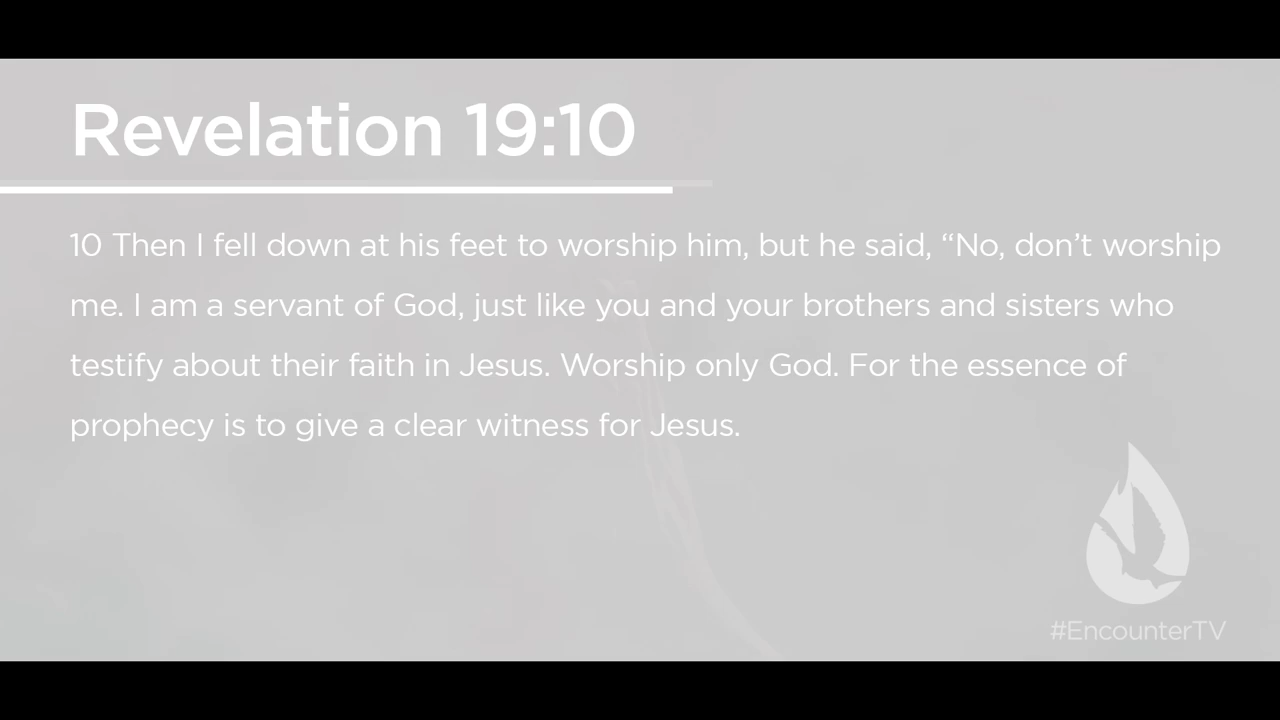 Revelation 19:10
10 Then I fell down at his feet to worship him, but he said, “No, don’t worship
me. I am a servant of God, just like you and your brothers and sisters who
testify about their faith in Jesus. Worship only God. For the essence of
prophecy is to give a clear witness for Jesus.
#EncounterTV